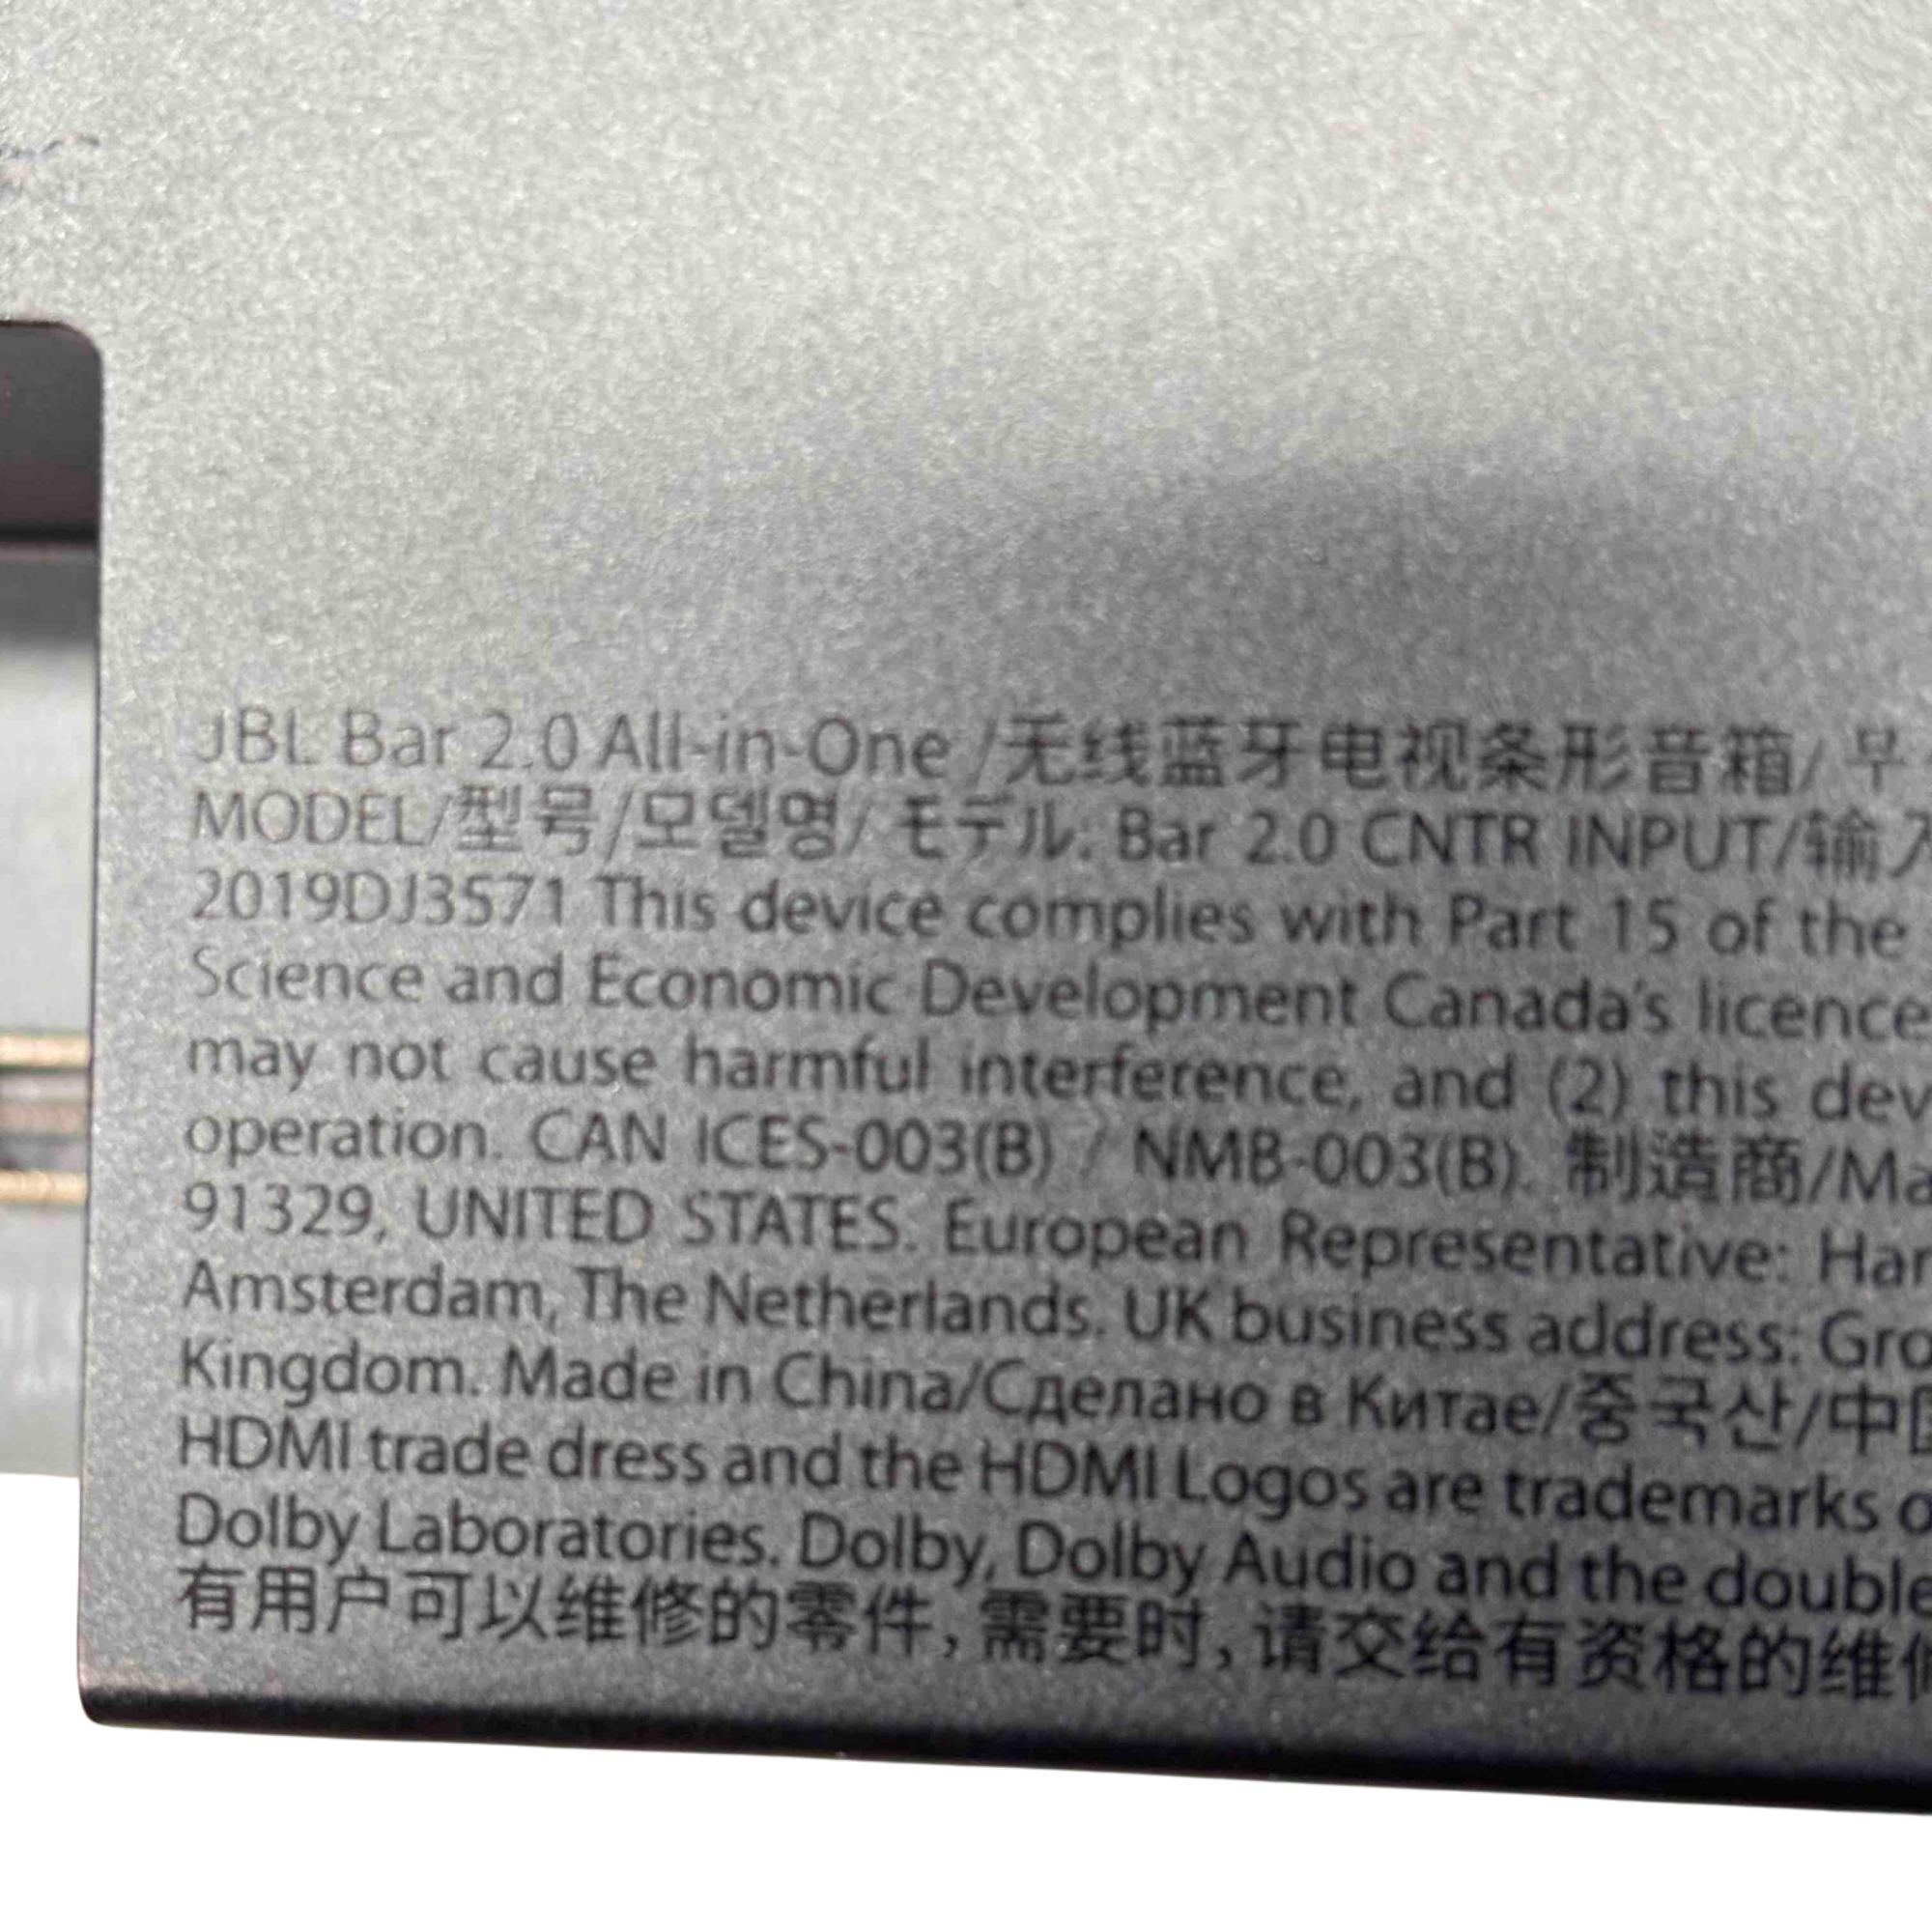 JBL Bar 2.0 All-in-One /无线蓝牙电视条形音箱/
MODEL/型号/모델명/ モデル: Bar 2.0 CNTR INPUT/输入
2019DJ3571 This device complies with Part 15 of the
Science and Economic Development Canada's licence
may not cause harmful interference, and (2) this dev
operation. CAN ICES-003(B) / NMB-003(B). 制造商/Ma
91329, UNITED STATES. European Representative: Har
Amsterdam, The Netherlands. UK business address: Gro
Kingdom. Made in China/Сделано в Китае/중국산/中国
HDMI trade dress and the HDMI Logos are trademarks o
Dolby Laboratories. Dolby, Dolby Audio and the double
有用户可以维修的零件，需要时，请交给有资格的维修